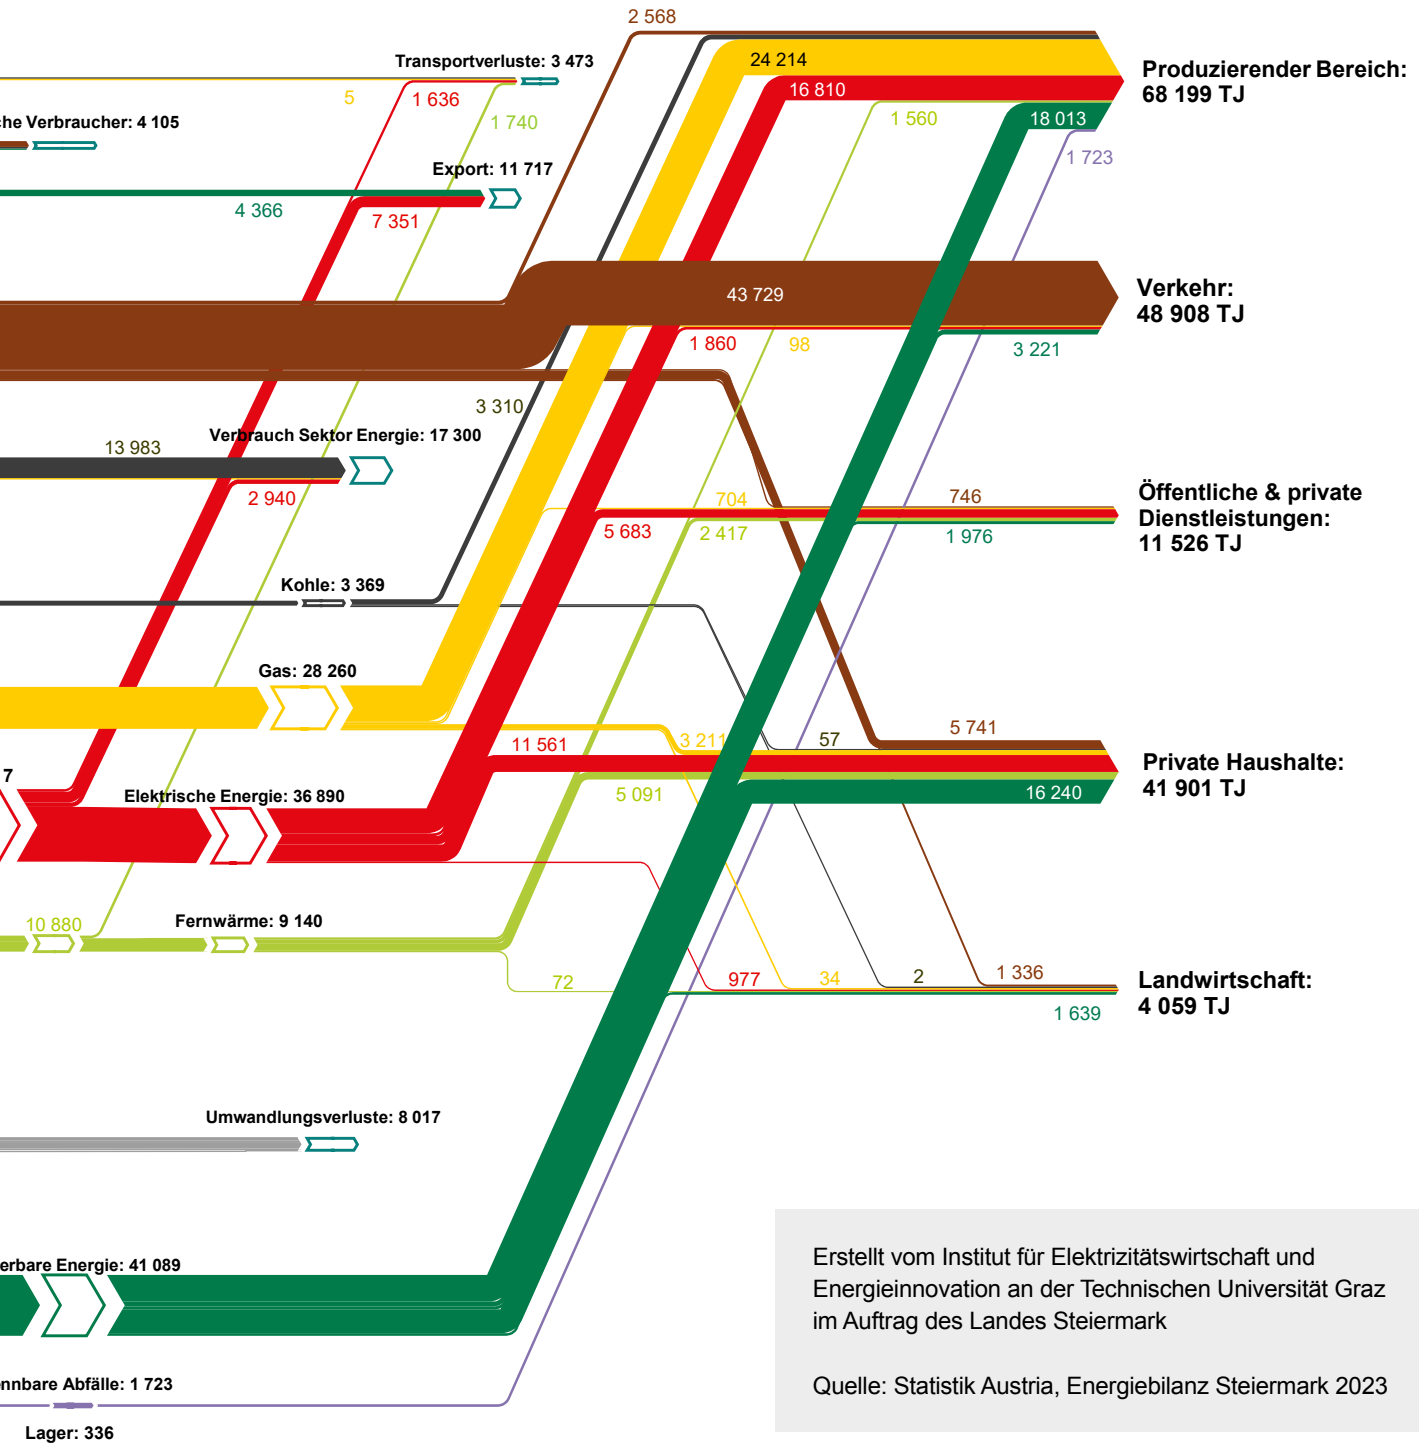 2 568
Transportverluste: 3 473
24 214
Produzierender Bereich:
68 199 TJ
5
1 636
16 810
1 740
1 560
18 013
che Verbraucher: 4 105
1 723
Export: 11 717
4 366
7 351
43 729
Verkehr:
48 908 TJ
1 860
98
3 221
3 310
13 983
Verbrauch Sektor Energie: 17 300
2 940
704
746
Öffentliche & private
Dienstleistungen:
11 526 TJ
5 683
2 417
1 976
Kohle: 3 369
Gas: 28 260
11 561
3 211
57
5 741
Private Haushalte:
41 901 TJ
7
Elektrische Energie: 36 890
5 091
16 240
10 880
Fernwärme: 9 140
72
977
34
2
1 336
Landwirtschaft:
4 059 TJ
1 639
Umwandlungsverluste: 8 017
erbare Energie: 41 089
Erstellt vom Institut für Elektrizitätswirtschaft und
Energieinnovation an der Technischen Universität Graz
im Auftrag des Landes Steiermark
Quelle: Statistik Austria, Energiebilanz Steiermark 2023
nnbare Abfälle: 1 723
Lager: 336